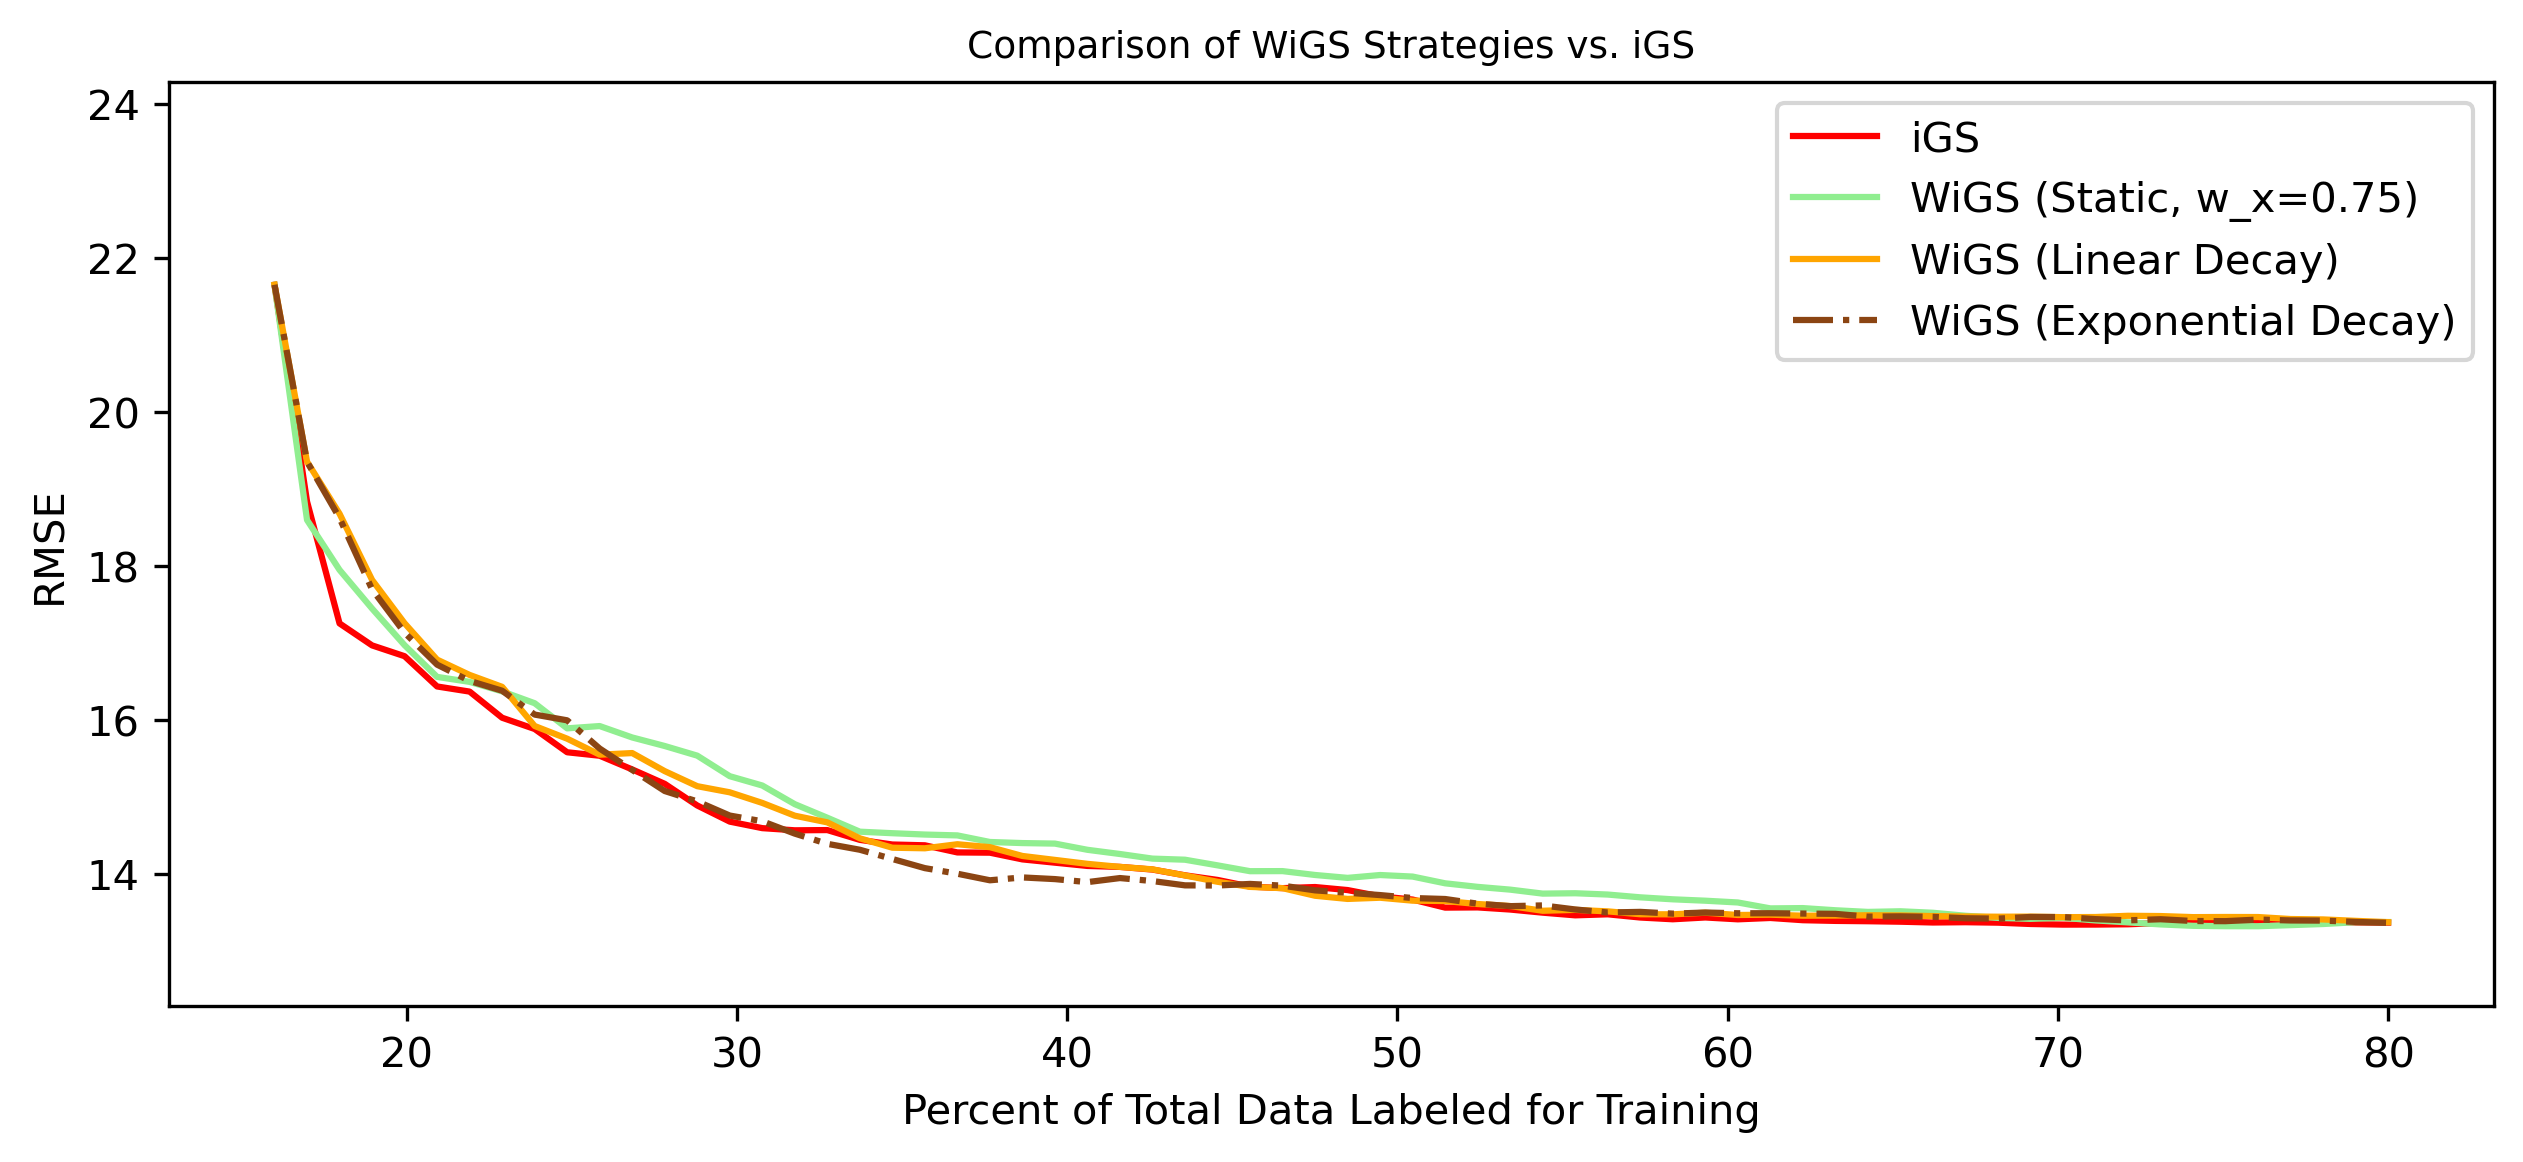 Comparison of WiGS Strategies vs. iGS
24
22
20
18
16
14
RMSE
iGS
WiGS (Static, w_x=0.75)
WiGS (Linear Decay)
WiGS (Exponential Decay)
20 30 40 50 60 70 80
Percent of Total Data Labeled for Training